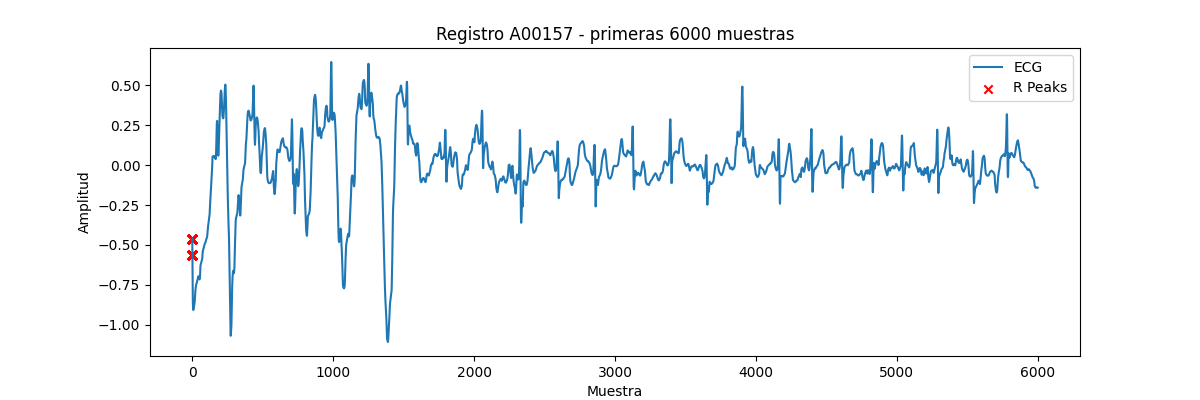 Registro A00157 - primeras 6000 muestras
ECG
R Peaks
Amplitud
0.50
0.25
0.00
−0.25
−0.50
−0.75
−1.00
0 1000 2000 3000 4000 5000 6000
Muestra